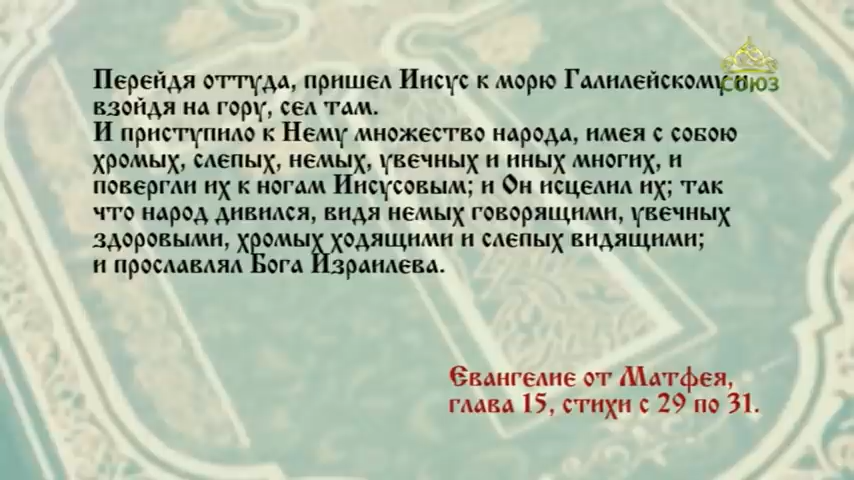 Перейдя оттуда, пришел Иисус к морю Галилейскому и
взойдя на гору, сел там.
И приступило к Нему множество народа, имея с собою
хромых, слепых, немых, увечных и иных многих, и
повергли их к ногам Иисусовым; и Он исцелил их; так
что народ дивился, видя немых говорящими, увечных
здоровыми, хромых ходящими и слепых видящими;
и прославлял Бога Израилева.
Евангелие от Матфея,
глава 15, стихи с 29 по 31.
СОЮЗ